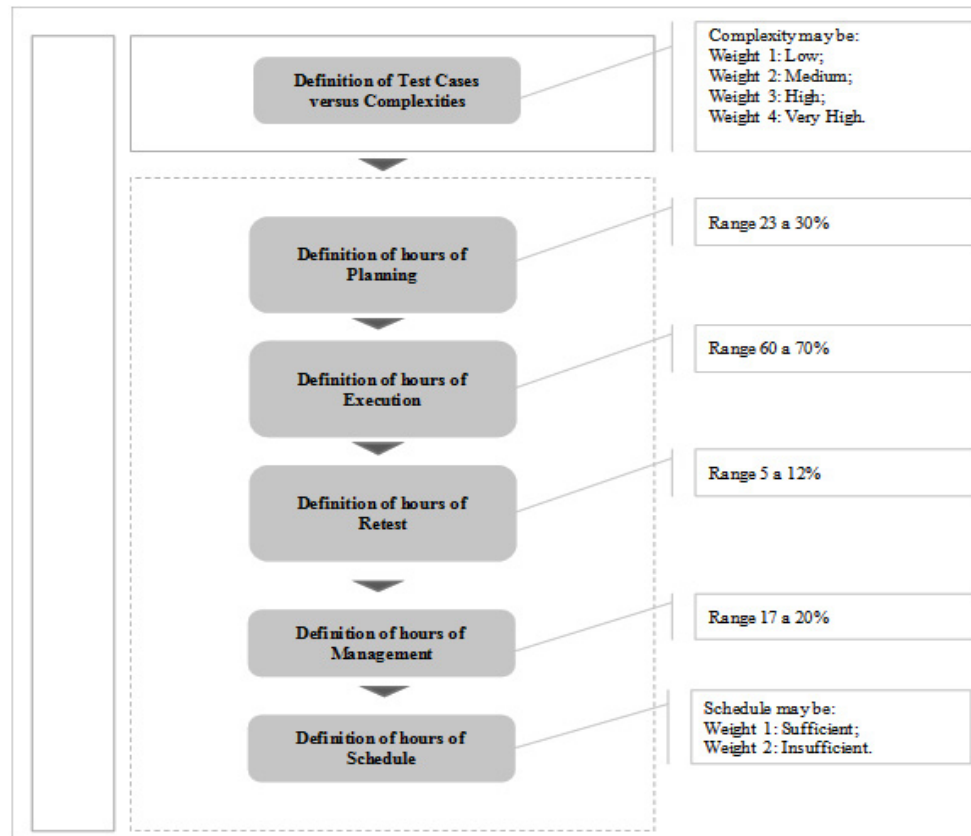 Definition of Test Cases
versus Complexities
Complexity may be:
Weight 1: Low;
Weight 2: Medium;
Weight 3: High;
Weight 4: Very High.
Definition of hours of
Planning
Range 23 a 30%
Definition of hours of
Execution
Range 60 a 70%
Definition of hours of
Retest
Range 5 a 12%
Definition of hours of
Management
Range 17 a 20%
Definition of hours of
Schedule
Schedule may be:
Weight 1: Sufficient;
Weight 2: Insufficient.